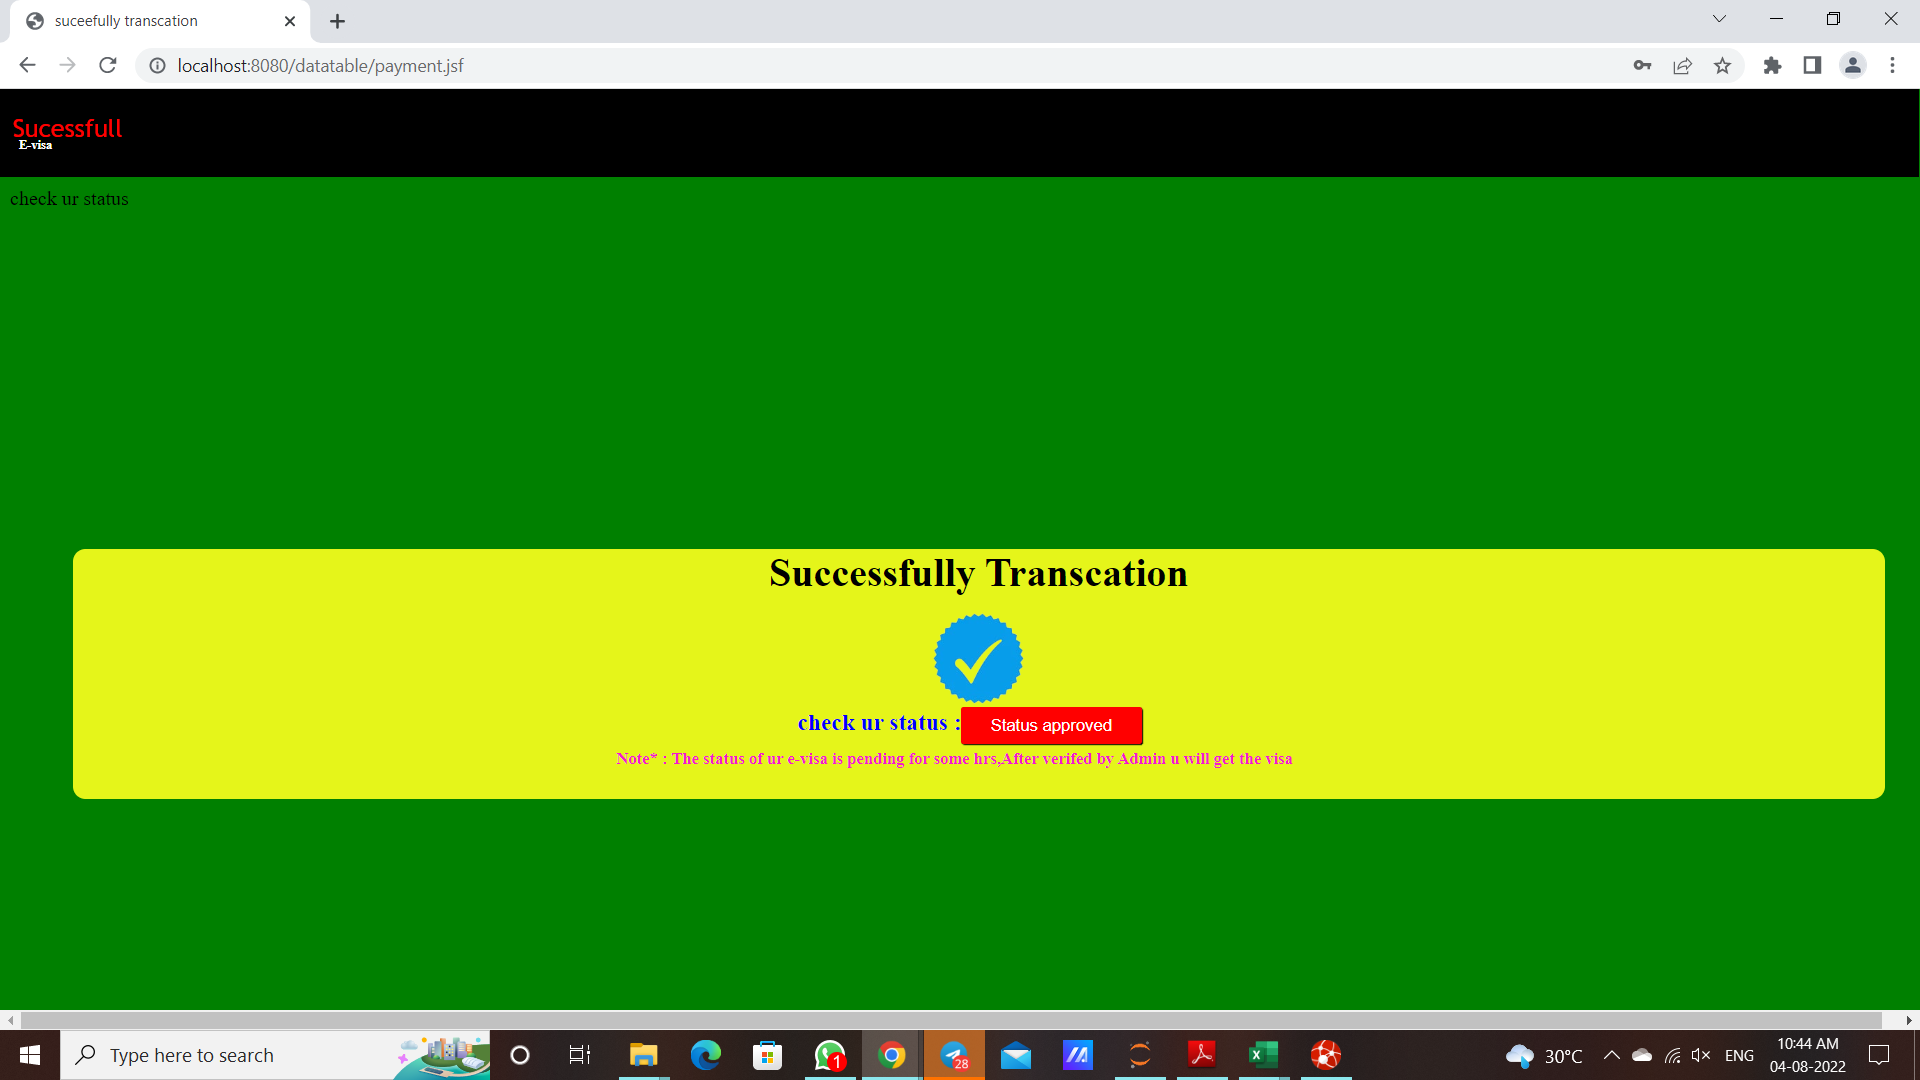 suceefully transcation
localhost:8080/datatable/payment.jsf
Sucessfull
E-visa
check ur status
Successfully Transcation
check ur status :
Status approved
Note* : The status of ur e-visa is pending for some hrs,After verifed by Admin u will get the visa
Type here to search
1
28
30°C
ENG
10:44 AM
04-08-2022